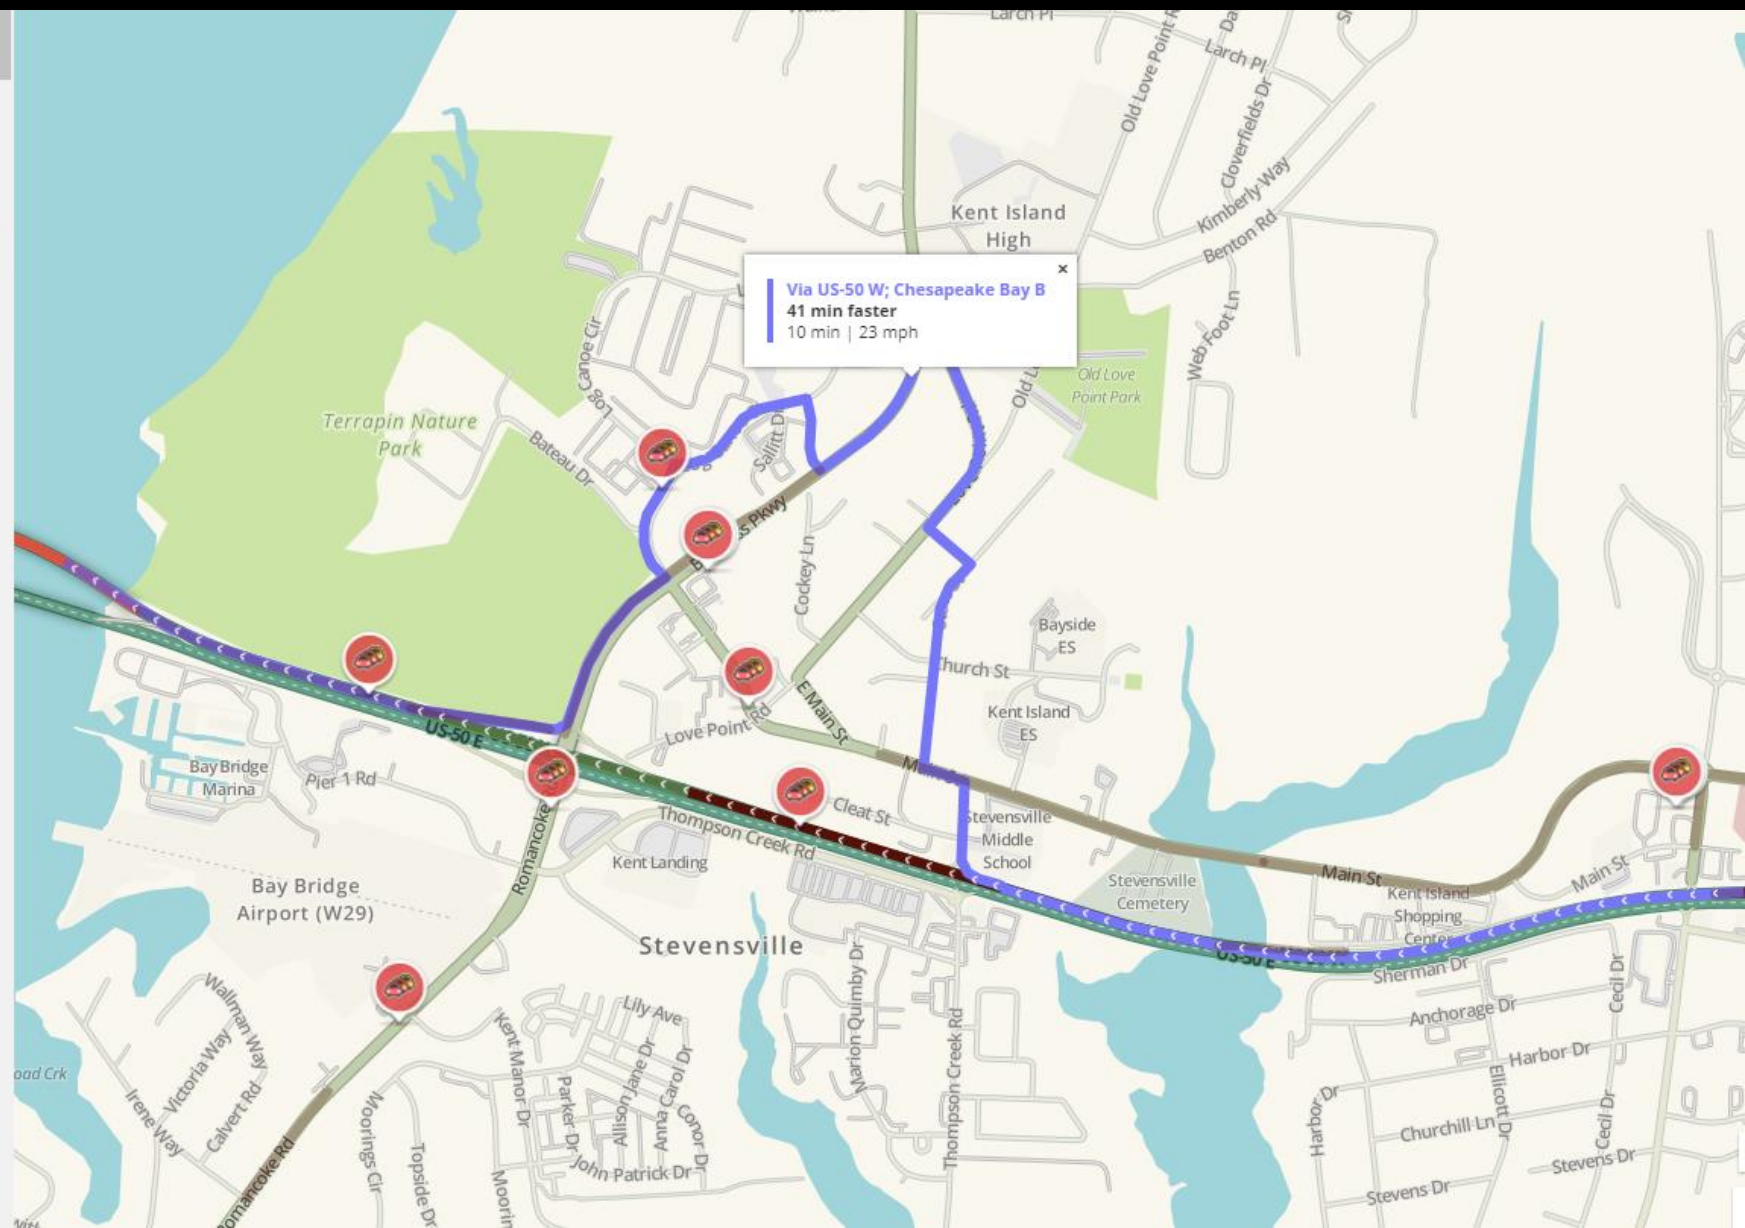 Larch Pl
Larch Pl
Old Love Point R
Cloverfields Dr
Kimberly Way
Benton Rd
Kent Island
High
Via US-50 W; Chesapeake Bay B
×
41 min faster
10 min | 23 mph
Web Foot Ln
Old Love
Point Park
Log Canoe Cir
Terrapin Nature
Park
Bateau Dr
Sallitt D
s Pkwy
Cockey Ln
Bayside
ES
Church St
E Main St
Love Point Rd
Kent Island
ES
US-50 E
Bay Bridge
Marina
Pier 1 Rd
Cleat St
Thompson Creek Rd
Kent Landing
Romancoke
Stevensville
Middle
School
Stevensville
Cemetery
Main St
Main St
Kent Island
Shopping
Center
Bay Bridge
Airport (W29)
Stevensville
US-50 E
Sherman Dr
Anchorage Dr
Cecil Dr
Harbor Dr
Wallman Way
Victoria Way
Irene Way
Calvert Rd
oad Crk
Romancoke Rd
Moorings Cir
Topside Dr
Kent Manor Dr
Lily Ave
Parker Dr
Allison Jane Dr
Anna Carol Dr
Conor Dr
John Patrick Dr
Moorin
Marion Quimby Dr
Thompson Creek Rd
Harbor Dr
Ellicott Dr
Churchill Ln
Cecil Dr
Stevens Dr
Stevens Dr